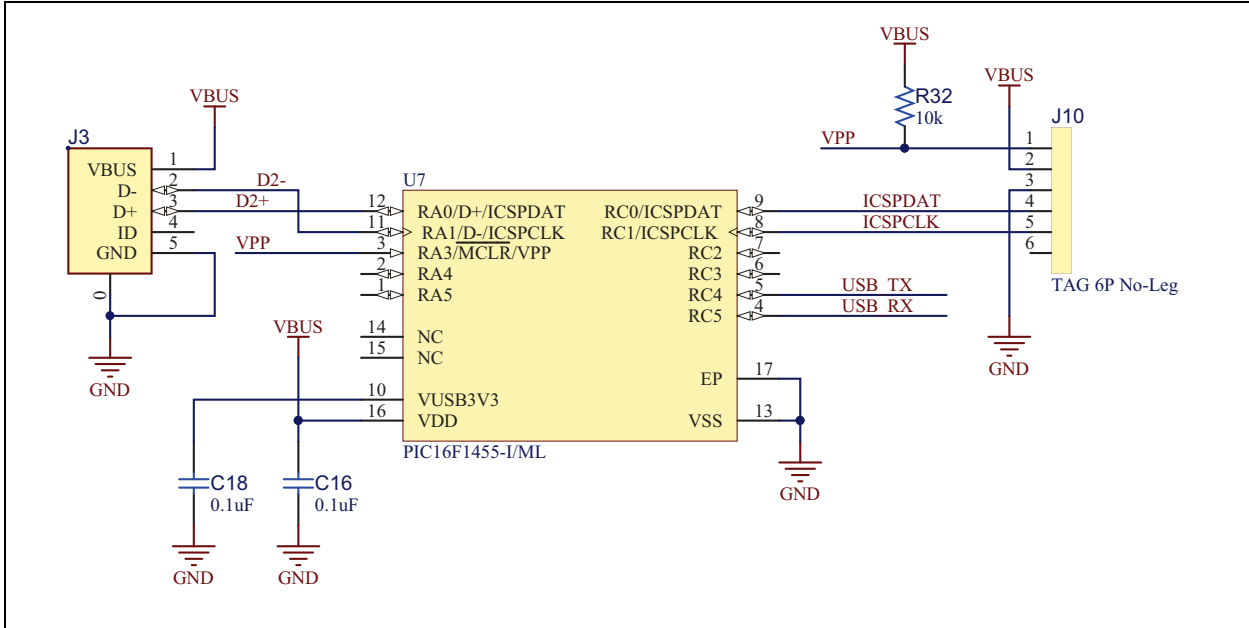 VBUS
R32
10k
VPP
VBUS
J10
1
2
3
4
5
6
TAG 6P No-Leg
GND
VBUS
J3
VBUS
D-
D+
ID
GND
1
2
3
4
5
0
GND
D2-
D2+
VPP
U7
12
11
3
2
1
14
15
10
16
RA0/D+/ICSPDAT
RA1/D-/ICSPCLK
RA3/MCLR/VPP
RA4
RA5
NC
NC
VUSB3V3
VDD
RC0/ICSPDAT
RC1/ICSPCLK
RC2
RC3
RC4
RC5
EP
VSS
9
8
7
6
5
4
17
13
ICSPDAT
ICSPCLK
USB TX
USB RX
PIC16F1455-I/ML
GND
VBUS
C18
0.1uF
GND
C16
0.1uF
GND